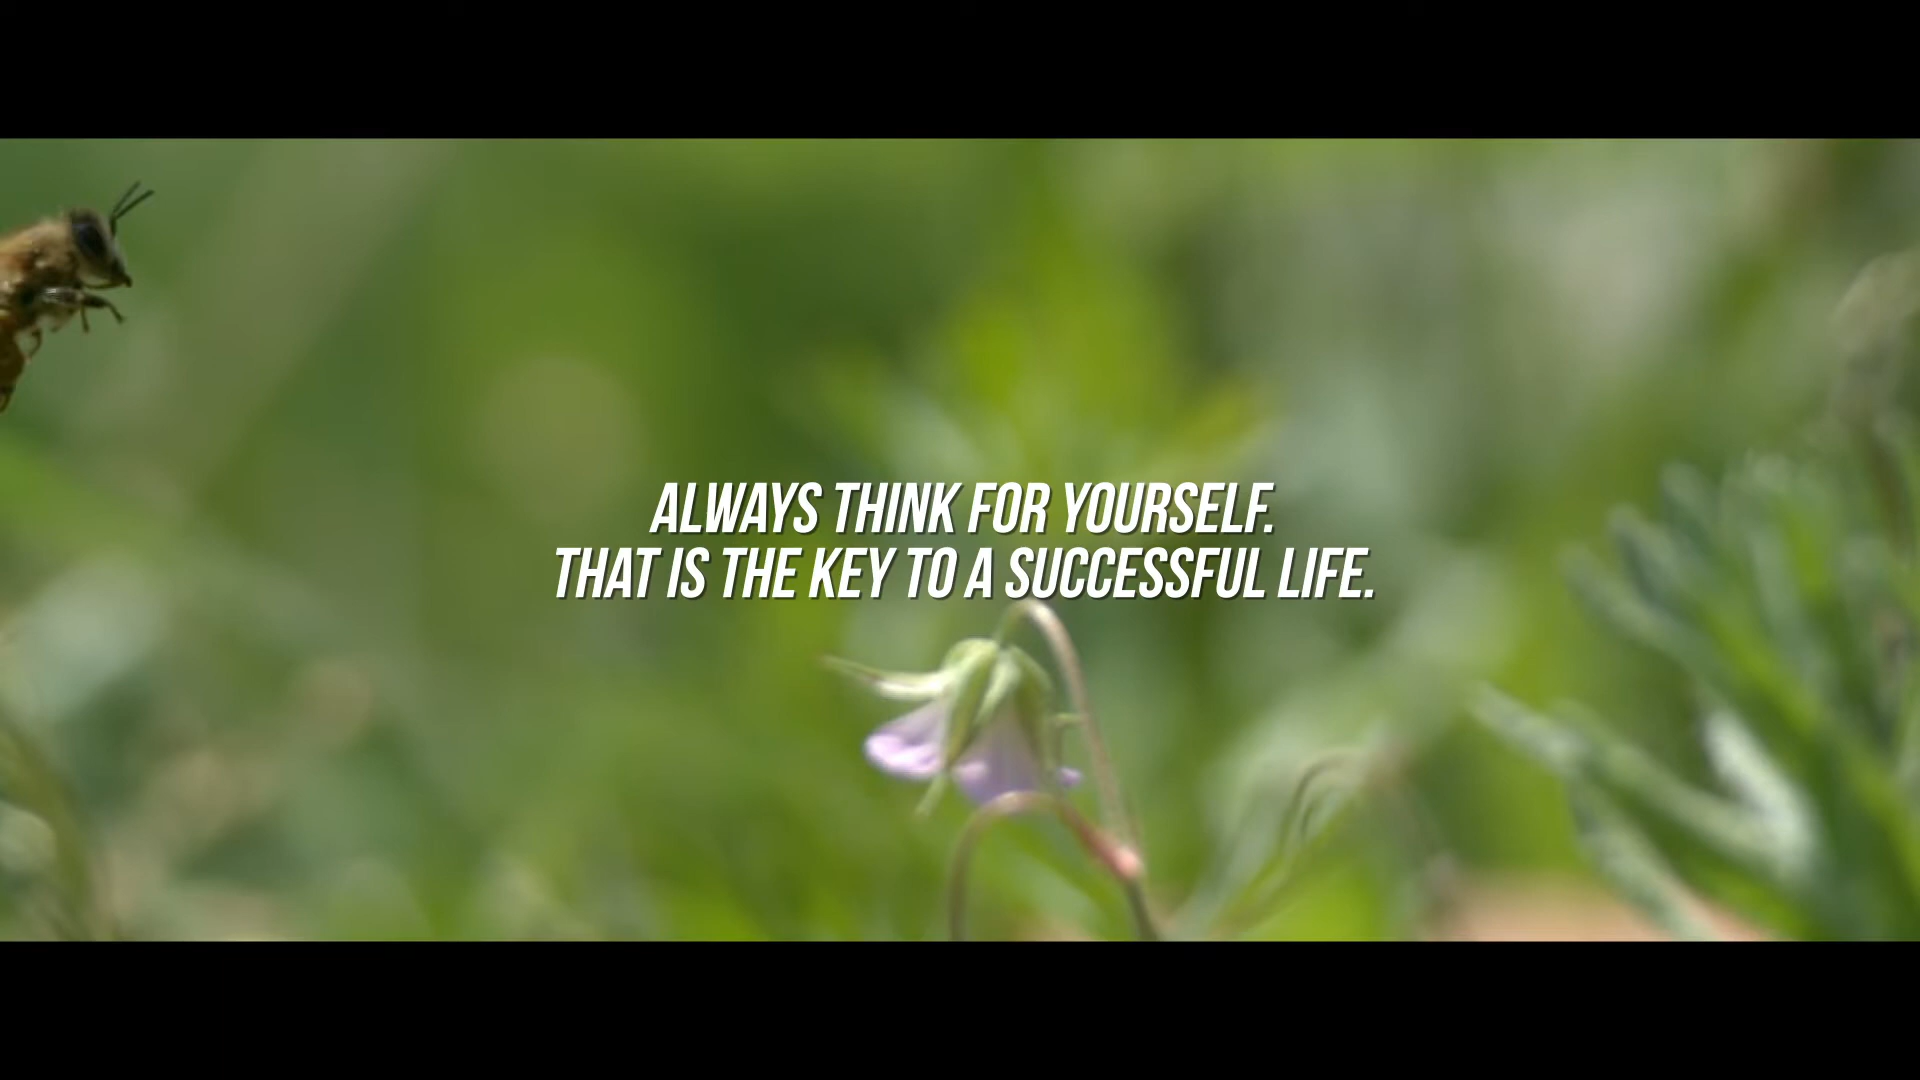 ALWAYS THINK FOR YOURSELF.
THAT IS THE KEY TO A SUCCESSFUL LIFE.